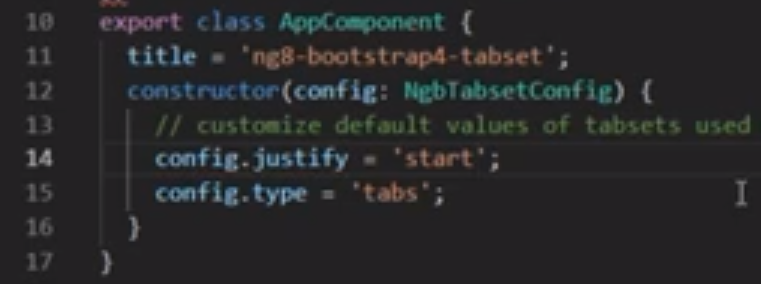 10 export class AppComponent {
11 title = 'ng8-bootstrap4-tabset';
12 constructor(config: NgbTabsetConfig) {
13 // customize default values of tabsets used
14 config.justify = 'start';
15 config.type = 'tabs';
16 }
17 }